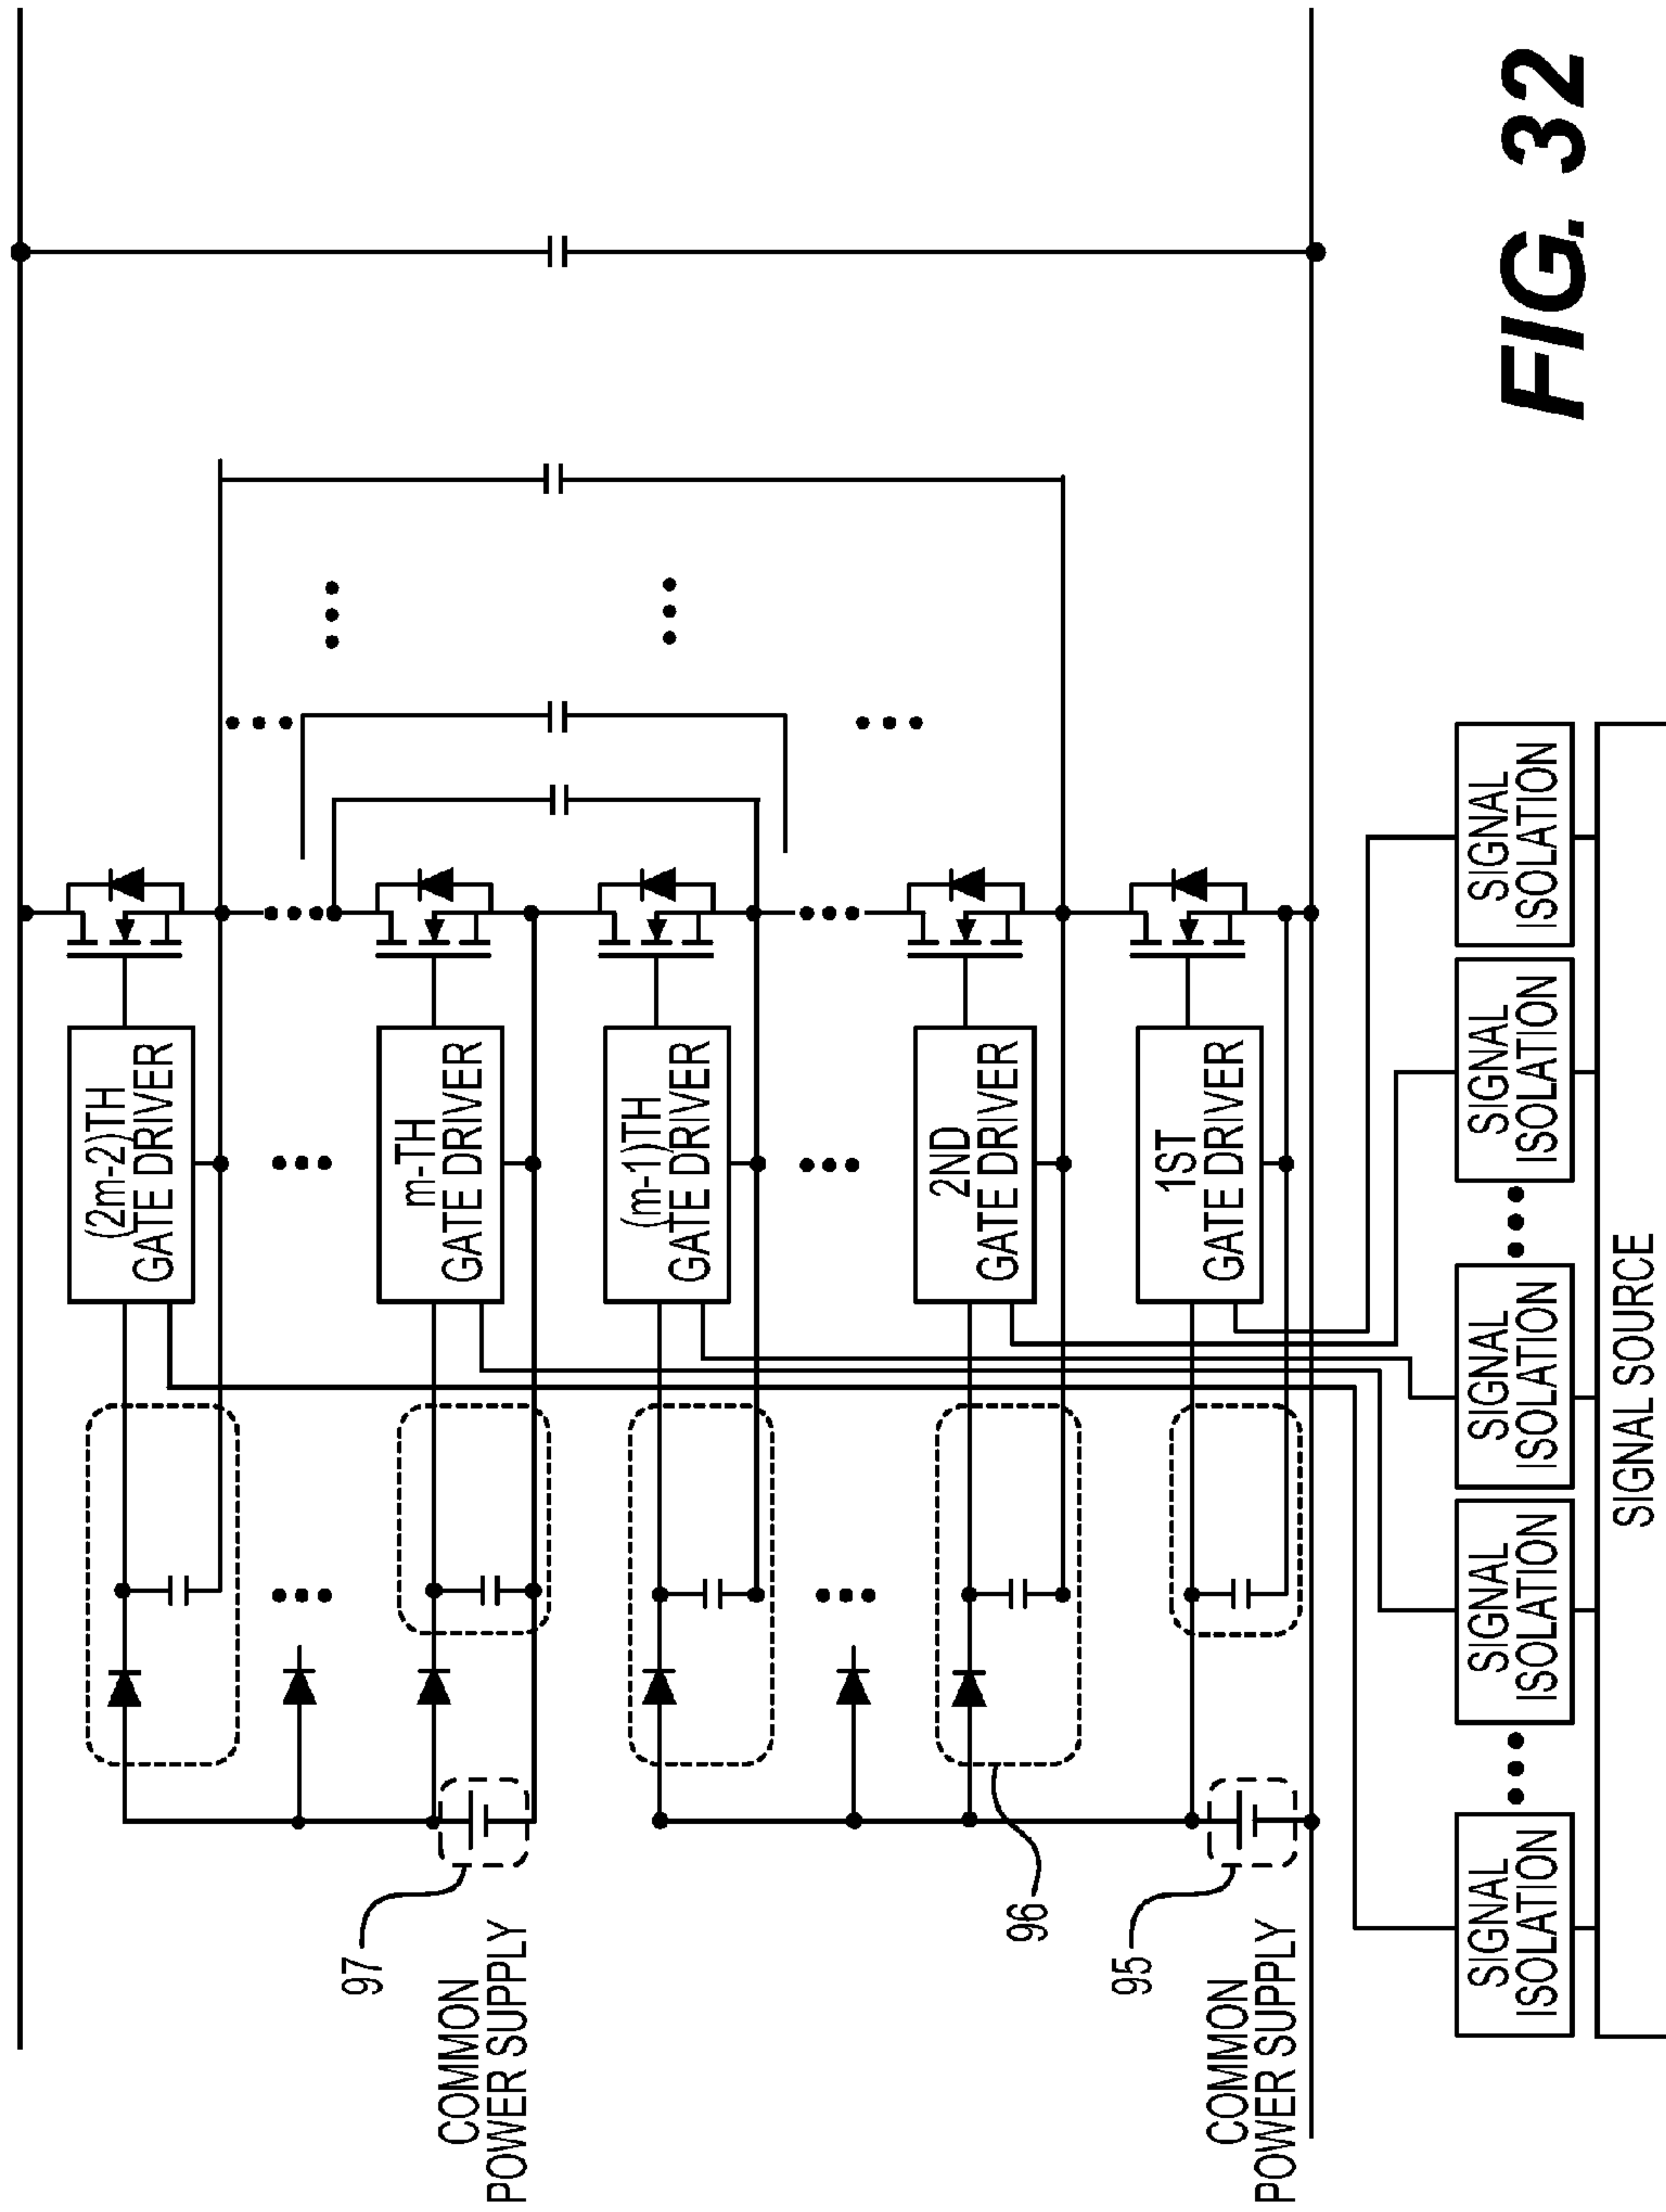 (2m-2)TH
GATE DRIVER
m-TH
GATE DRIVER
(m-1)TH
GATE DRIVER
2ND
GATE DRIVER
1ST
GATE DRIVER
97
COMMON
POWER SUPPLY
96
95
COMMON
POWER SUPPLY
SIGNAL
ISOLATION
SIGNAL
ISOLATION
SIGNAL
ISOLATION
SIGNAL
ISOLATION
SIGNAL
ISOLATION
SIGNAL SOURCE
FIG. 32